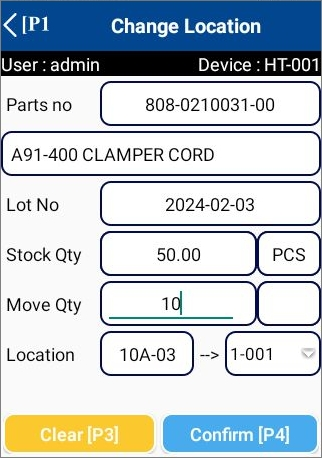 [P1 Change Location
User : admin Device : HT-001
Parts no 808-0210031-00
A91-400 CLAMPER CORD
Lot No 2024-02-03
Stock Qty 50.00 PCS
Move Qty 10
Location 10A-03 --> 1-001
Clear [P3] Confirm [P4]